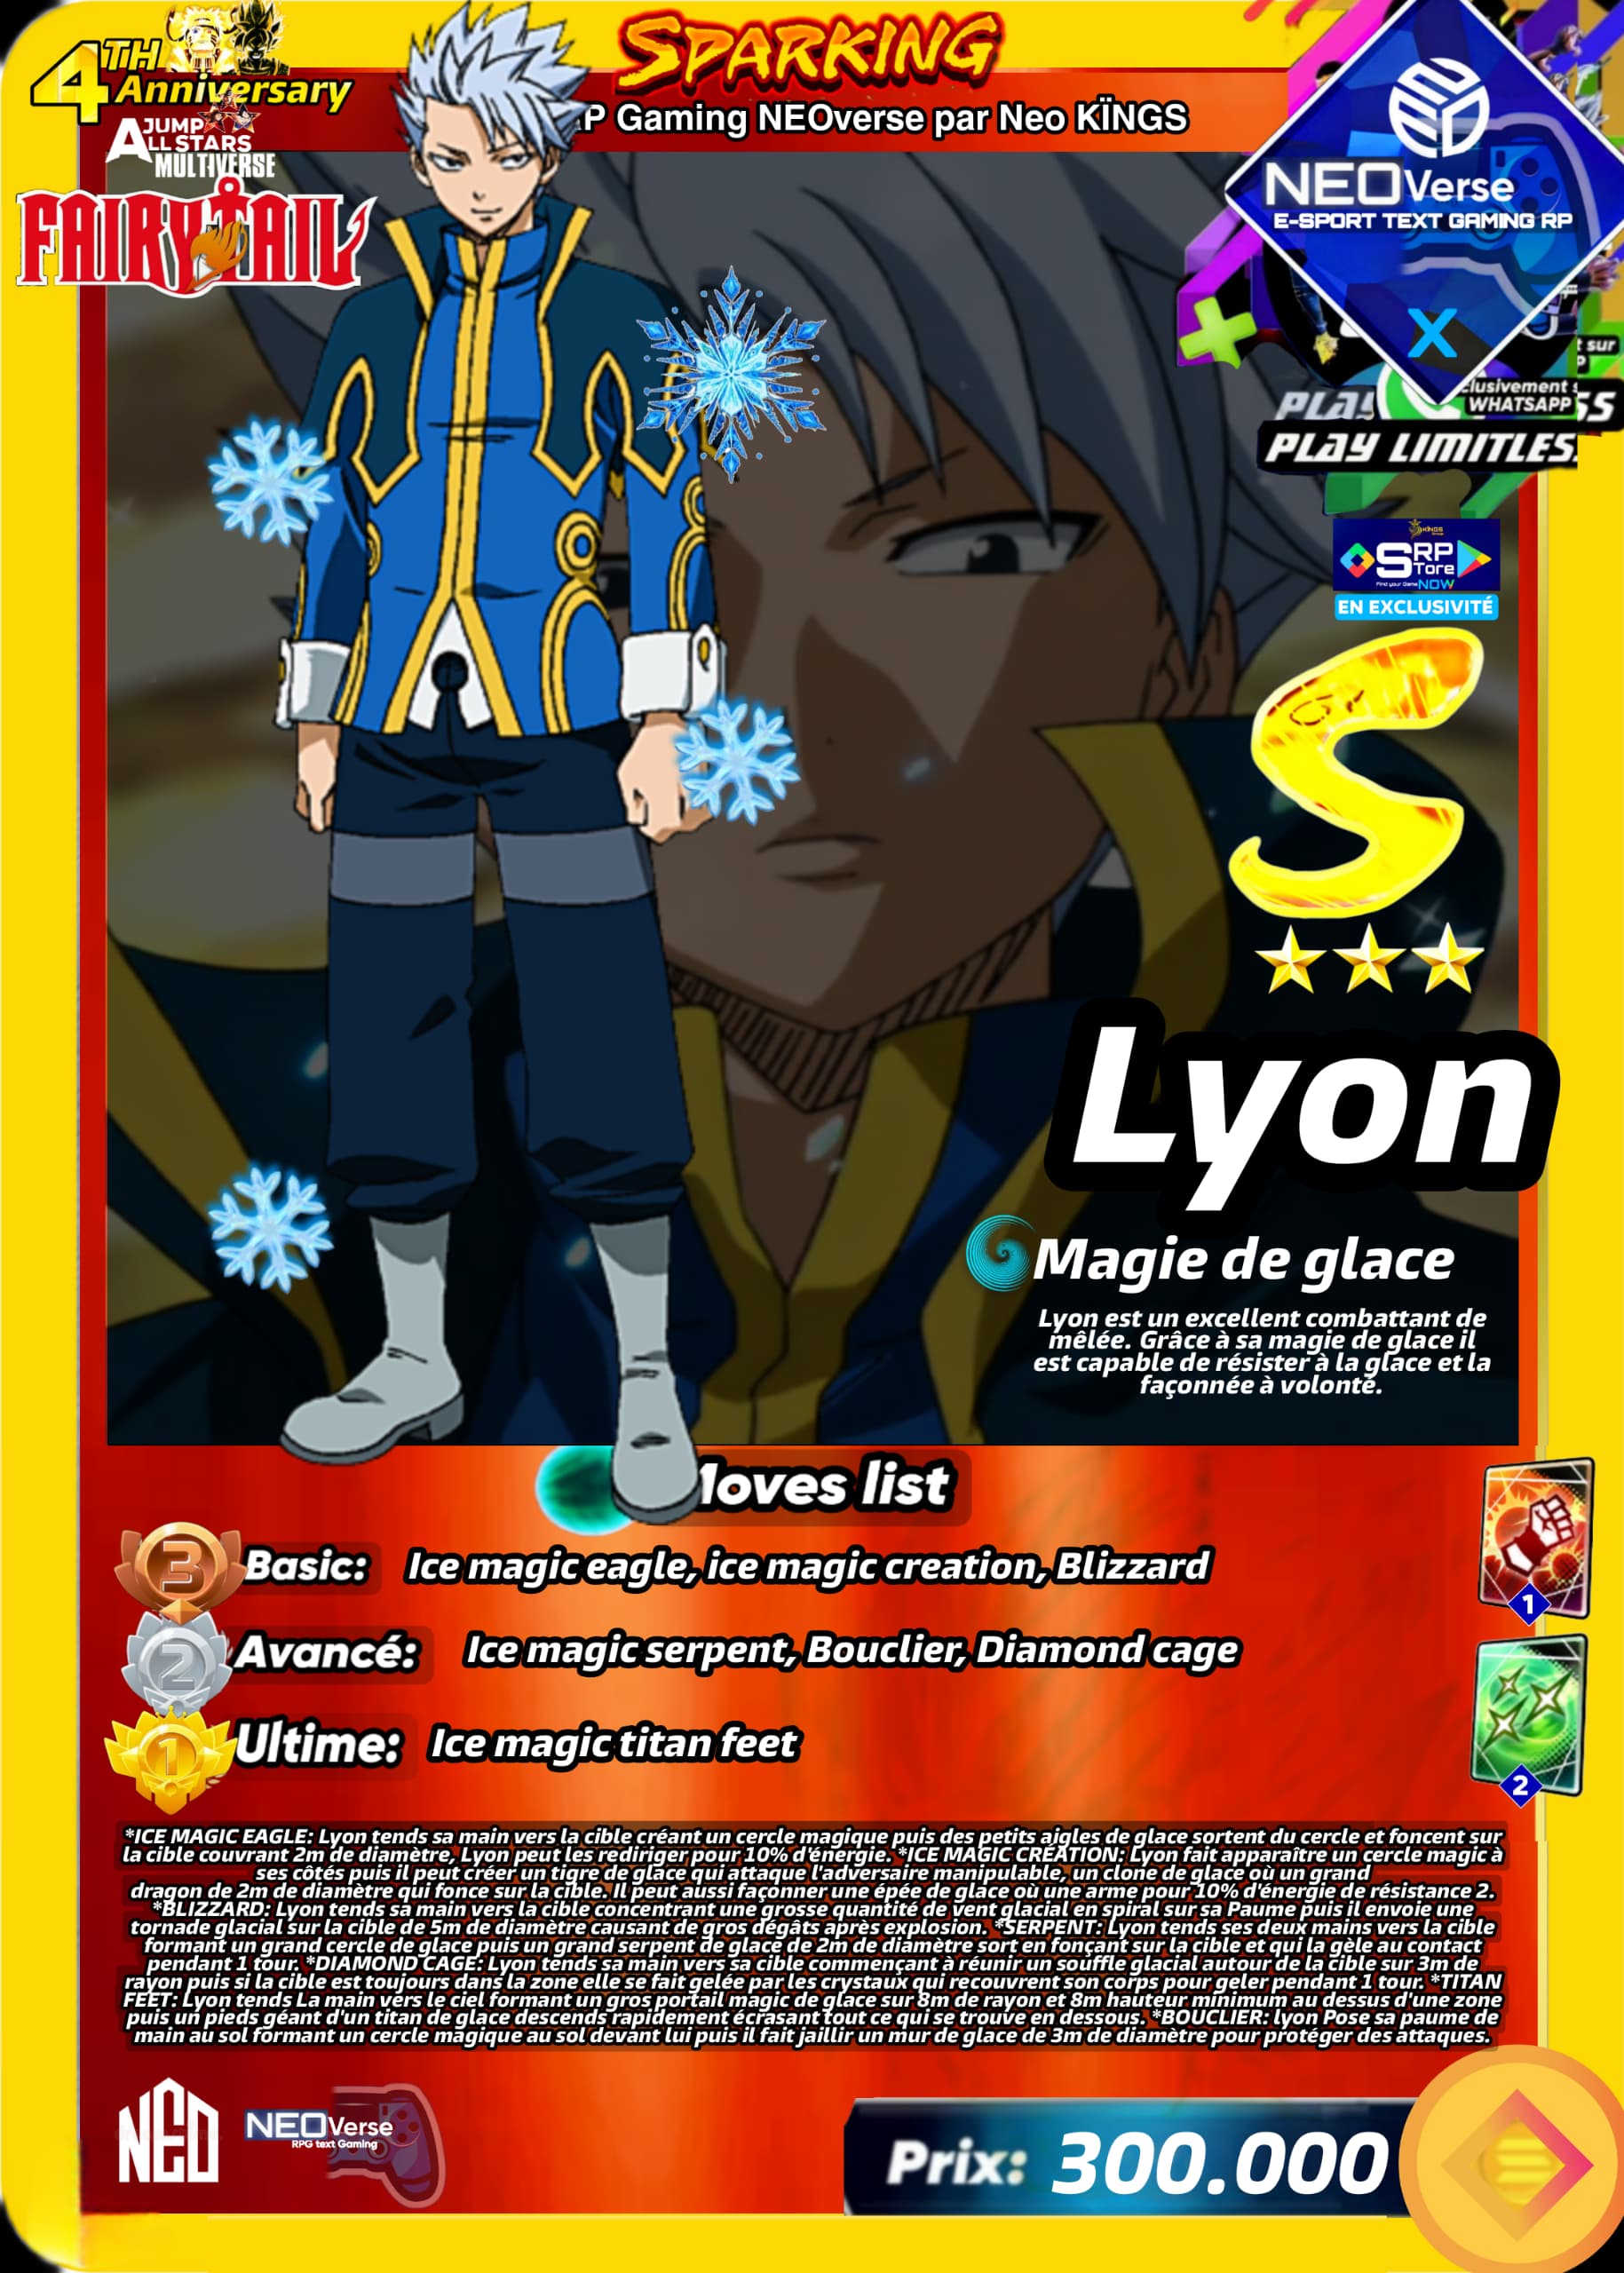 4TH
Anniversary
JUMP
ALL STARS
MULTIVERSE
FAIRY TAIL
SPARKING
P Gaming NEOverse par Neo KÏNGS
NEOVerse
E-SPORT TEXT GAMING RP
X
t sur
clusivement
WHATSAPP
PLAY LIMITLES
KiNGS
SRP
Tore
Find your Game NOW
EN EXCLUSIVITÉ
S
Lyon
Magie de glace
Lyon est un excellent combattant de
mêlée. Grâce à sa magie de glace il
est capable de résister à la glace et la
façonnée à volonté.
Moves list
3 Basic: Ice magic eagle, ice magic creation, Blizzard
2 Avancé: Ice magic serpent, Bouclier, Diamond cage
1 Ultime: Ice magic titan feet
1
2
*ICE MAGIC EAGLE: Lyon tends sa main vers la cible créant un cercle magique puis des petits aigles de glace sortent du cercle et foncent sur
la cible couvrant 2m de diamètre, Lyon peut les rediriger pour 10% d'énergie. *ICE MAGIC CREATION: Lyon fait apparaître un cercle magic à
ses côtés puis il peut créer un tigre de glace qui attaque l'adversaire manipulable, un clone de glace où un grand
dragon de 2m de diamètre qui fonce sur la cible. Il peut aussi façonner une épée de glace où une arme pour 10% d'énergie de résistance 2.
*BLIZZARD: Lyon tends sa main vers la cible concentrant une grosse quantité de vent glacial en spiral sur sa Paume puis il envoie une
tornade glacial sur la cible de 5m de diamètre causant de gros dégâts après explosion. *SERPENT: Lyon tends ses deux mains vers la cible
formant un grand cercle de glace puis un grand serpent de glace de 2m de diamètre sort en fonçant sur la cible et qui la gèle au contact
pendant 1 tour. *DIAMOND CAGE: Lyon tends sa main vers sa cible commençant à réunir un souffle glacial autour de la cible sur 3m de
rayon puis si la cible est toujours dans la zone elle se fait gelée par les crystaux qui recouvrent son corps pour geler pendant 1 tour. *TITAN
FEET: Lyon tends La main vers le ciel formant un gros portail magic de glace sur 8m de rayon et 8m hauteur minimum au dessus d'une zone
puis un pieds géant d'un titan de glace descends rapidement écrasant tout ce qui se trouve en dessous. *BOUCLIER: lyon Pose sa paume de
main au sol formant un cercle magique au sol devant lui puis il fait jaillir un mur de glace de 3m de diamètre pour protéger des attaques.
NEO
NEOVerse
RPG text Gaming
Prix: 300.000